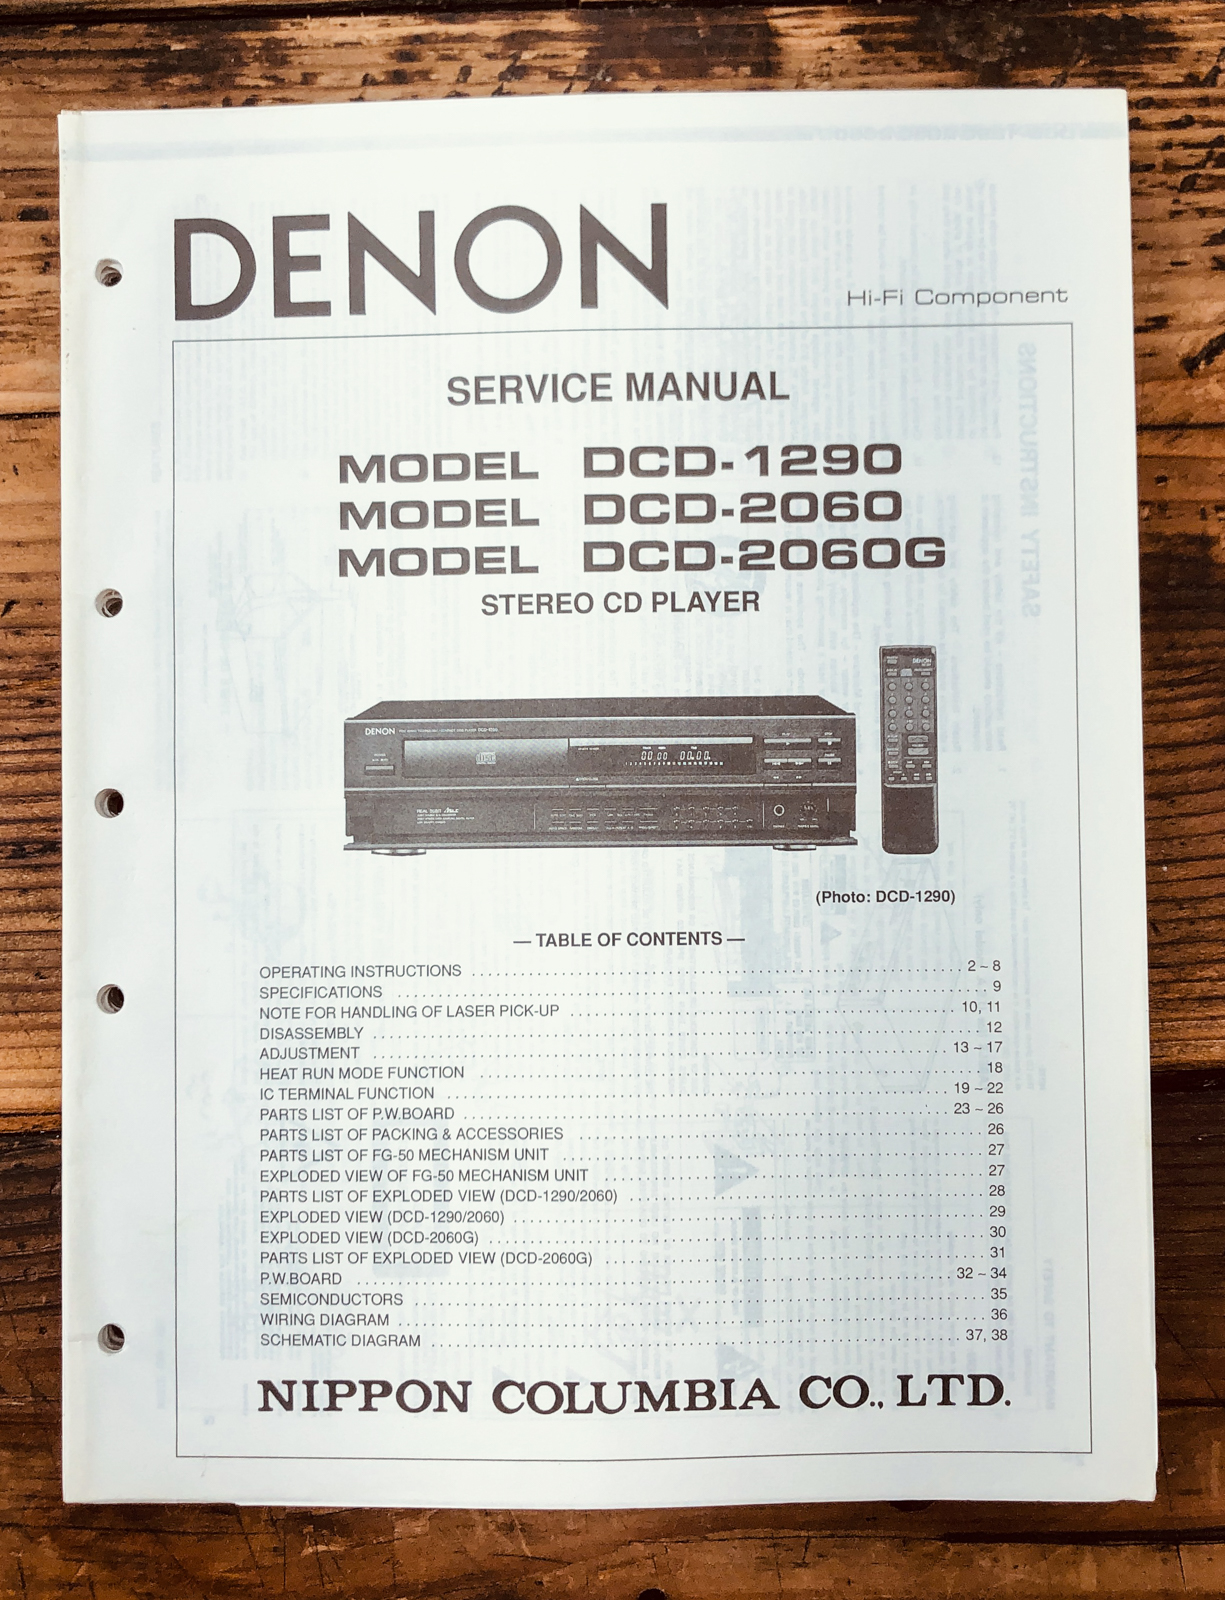 DENON
Hi-Fi Component
SERVICE MANUAL
MODEL DCD-1290
MODEL DCD-2060
MODEL DCD-2060G
STEREO CD PLAYER
DENON
DENON
(Photo: DCD-1290)
— TABLE OF CONTENTS —
OPERATING INSTRUCTIONS 2 ~ 8
SPECIFICATIONS 9
NOTE FOR HANDLING OF LASER PICK-UP 10, 11
DISASSEMBLY 12
ADJUSTMENT 13 ~ 17
HEAT RUN MODE FUNCTION 18
IC TERMINAL FUNCTION 19 ~ 22
PARTS LIST OF P.W.BOARD 23 ~ 26
PARTS LIST OF PACKING & ACCESSORIES 26
PARTS LIST OF FG-50 MECHANISM UNIT 27
EXPLODED VIEW OF FG-50 MECHANISM UNIT 27
PARTS LIST OF EXPLODED VIEW (DCD-1290/2060) 28
EXPLODED VIEW (DCD-1290/2060) 29
EXPLODED VIEW (DCD-2060G) 30
PARTS LIST OF EXPLODED VIEW (DCD-2060G) 31
P.W.BOARD 32 ~ 34
SEMICONDUCTORS 35
WIRING DIAGRAM 36
SCHEMATIC DIAGRAM 37, 38
NIPPON COLUMBIA CO., LTD.
SAFETY INSTRUCTIONS